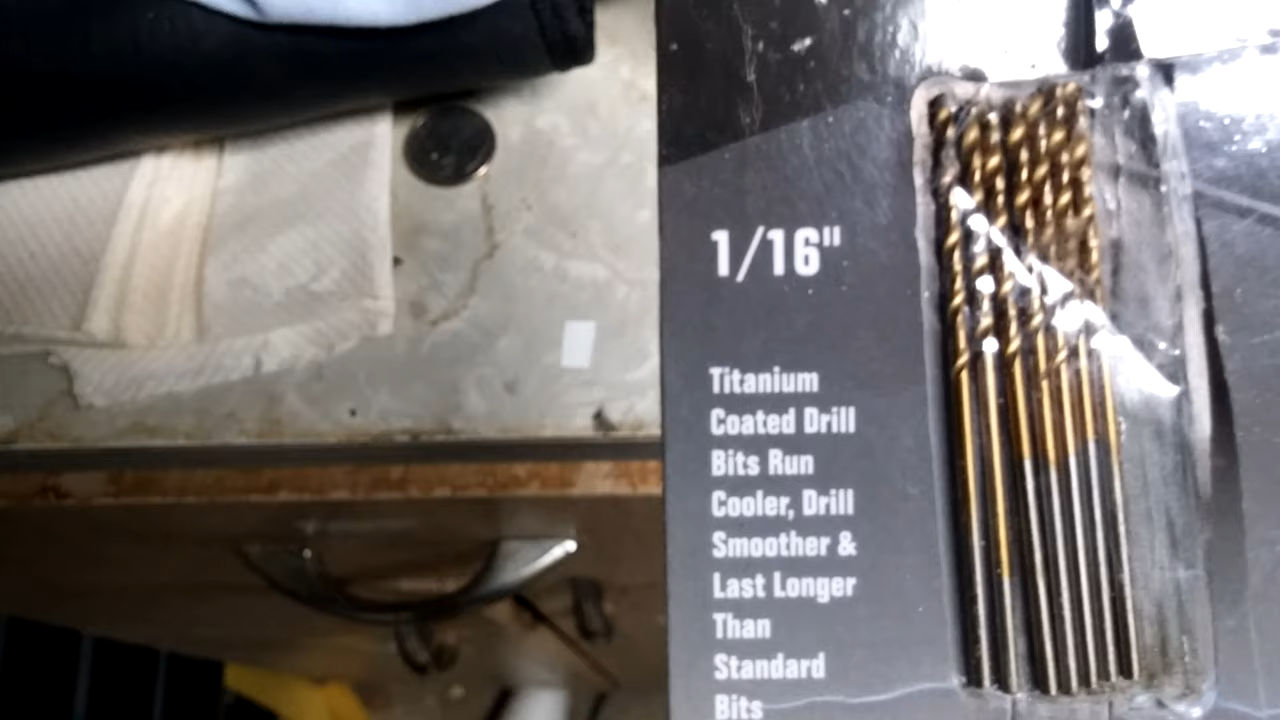 1/16"
Titanium
Coated Drill
Bits Run
Cooler, Drill
Smoother &
Last Longer
Than
Standard
Bits